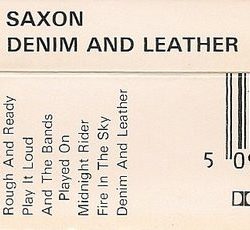 SAXON
DENIM AND LEATHER
Rough And Ready
Play It Loud
And The Bands
Played On
Midnight Rider
Fire In The Sky
Denim And Leather
5 0